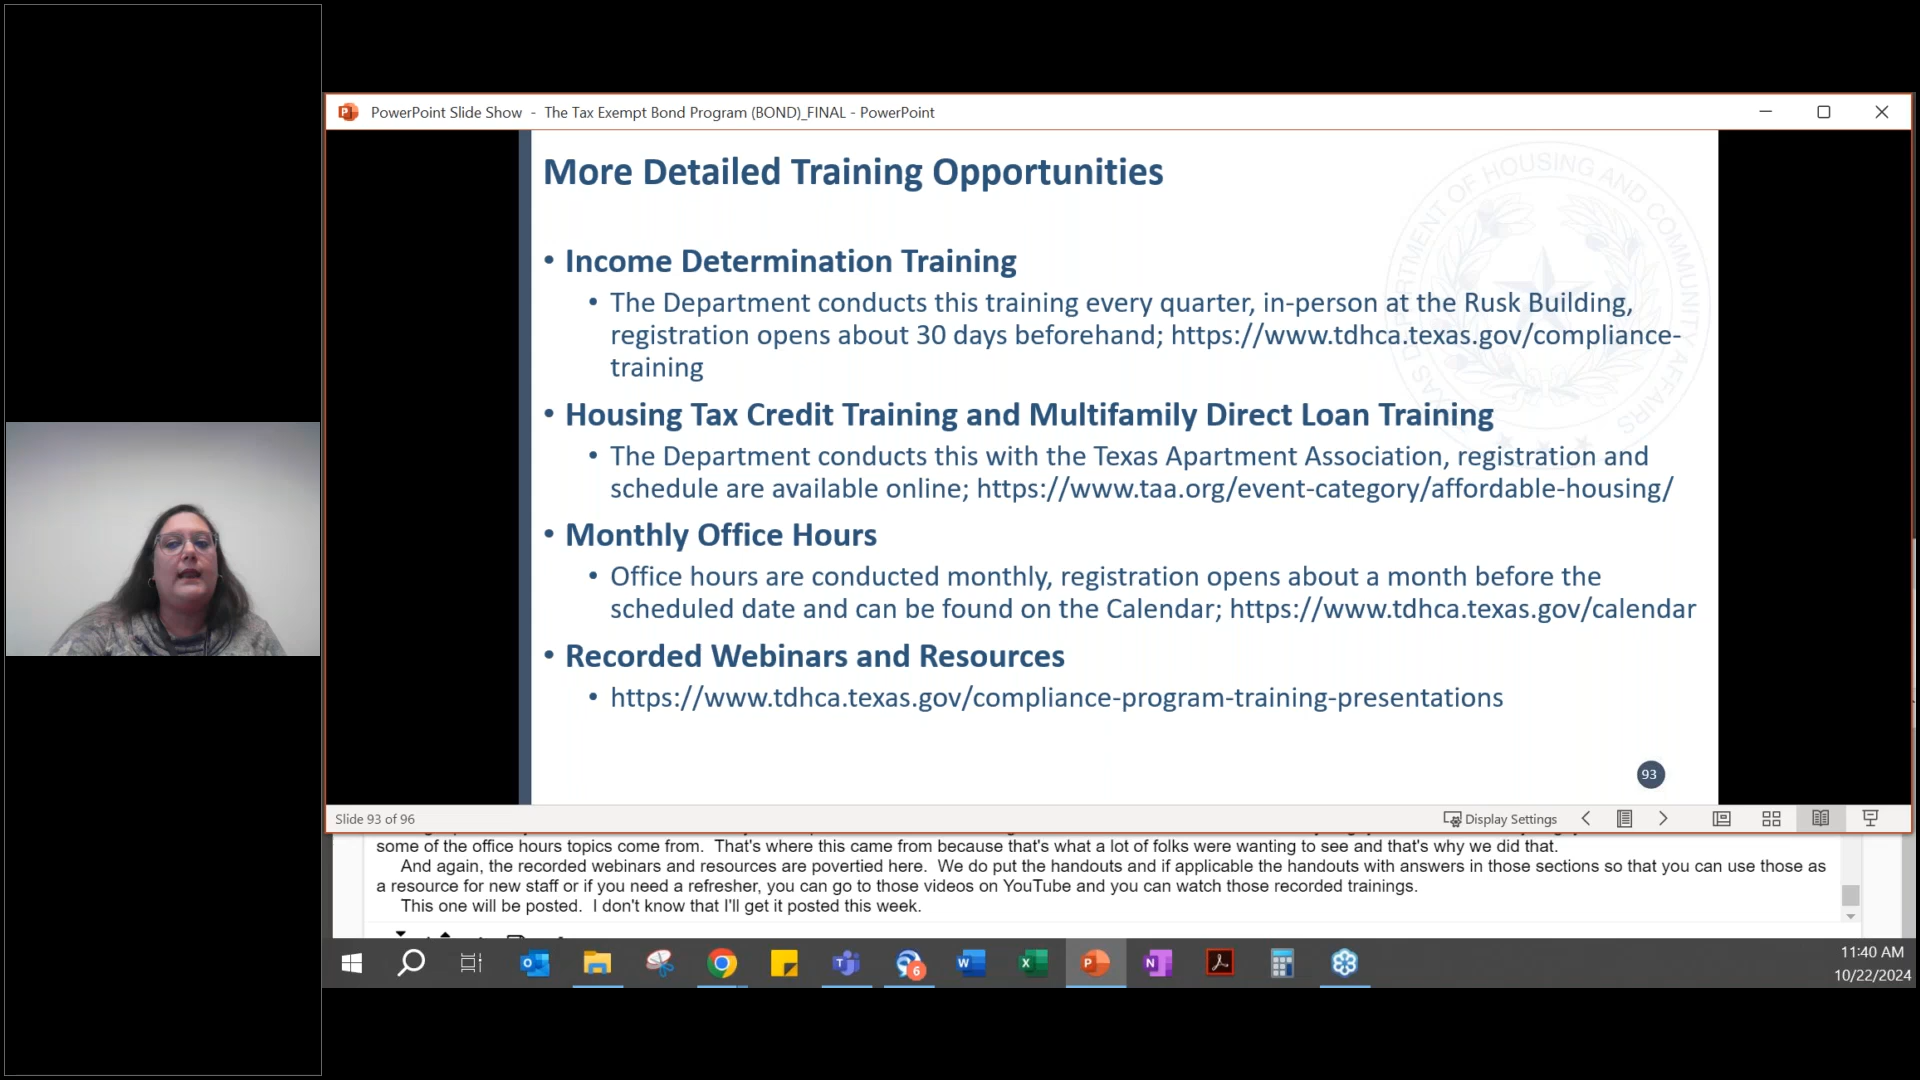 PowerPoint Slide Show - The Tax Exempt Bond Program (BOND)_FINAL - PowerPoint
More Detailed Training Opportunities
• Income Determination Training
• The Department conducts this training every quarter, in-person at the Rusk Building,
registration opens about 30 days beforehand; https://www.tdhca.texas.gov/compliance-
training
• Housing Tax Credit Training and Multifamily Direct Loan Training
• The Department conducts this with the Texas Apartment Association, registration and
schedule are available online; https://www.taa.org/event-category/affordable-housing/
• Monthly Office Hours
• Office hours are conducted monthly, registration opens about a month before the
scheduled date and can be found on the Calendar; https://www.tdhca.texas.gov/calendar
• Recorded Webinars and Resources
• https://www.tdhca.texas.gov/compliance-program-training-presentations
TEXAS DEPARTMENT OF HOUSING AND COMMUNITY AFFAIRS
93
Slide 93 of 96
Display Settings
some of the office hours topics come from. That's where this came from because that's what a lot of folks were wanting to see and that's why we did that.
And again, the recorded webinars and resources are povertied here. We do put the handouts and if applicable the handouts with answers in those sections so that you can use those as
a resource for new staff or if you need a refresher, you can go to those videos on YouTube and you can watch those recorded trainings.
This one will be posted. I don't know that I'll get it posted this week.
6
11:40 AM
10/22/2024